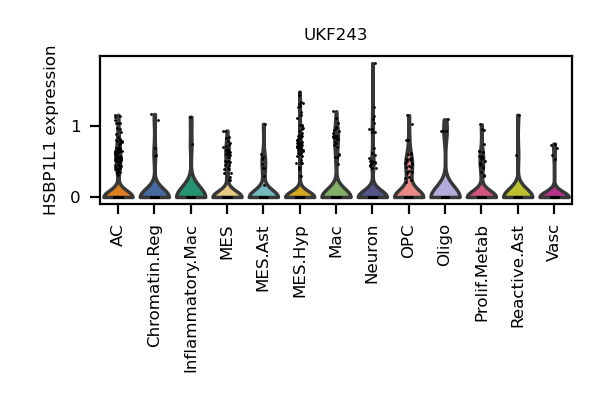 UKF243
HSBP1L1 expression
1
0
AC
Chromatin.Reg
Inflammatory.Mac
MES
MES.Ast
MES.Hyp
Mac
Neuron
OPC
Oligo
Prolif.Metab
Reactive.Ast
Vasc